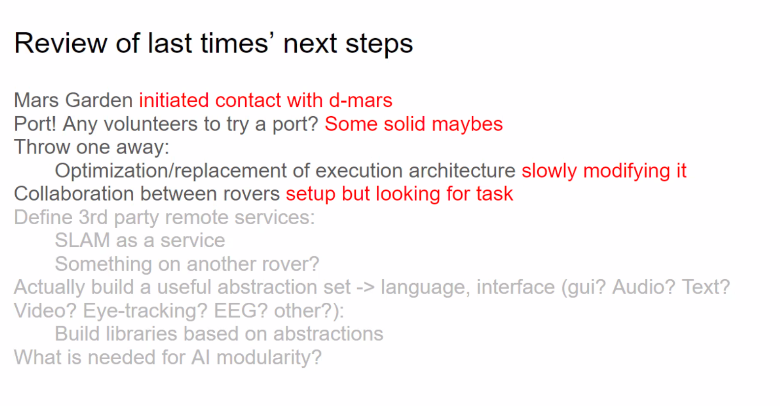 Review of last times’ next steps
Mars Garden initiated contact with d-mars
Port! Any volunteers to try a port? Some solid maybes
Throw one away:
Optimization/replacement of execution architecture slowly modifying it
Collaboration between rovers setup but looking for task
Define 3rd party remote services:
SLAM as a service
Something on another rover?
Actually build a useful abstraction set -> language, interface (gui? Audio? Text?
Video? Eye-tracking? EEG? other?):
Build libraries based on abstractions
What is needed for AI modularity?